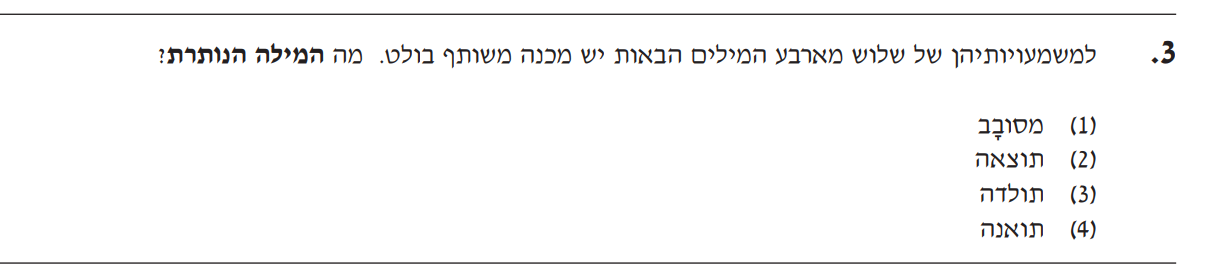 3. למשמעויותיהן של שלוש מארבע המילים הבאות יש מכנה משותף בולט. מה המילה הנותרת?
(1) מסובָב
(2) תוצאה
(3) תולדה
(4) תואנה